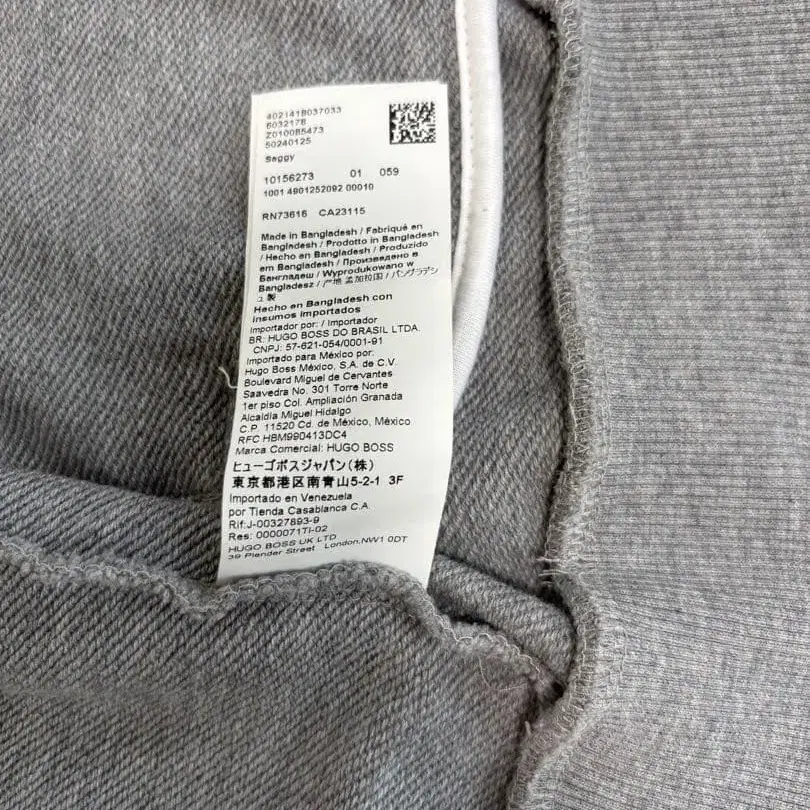 4021418037033
6032178
Z010085473
50240125
Seggy
10156273 01 059
1001 4901252092 00010
RN73616 CA23115
Made in Bangladesh / Fabriqué en
Bangladesh / Prodotto in Bangladesh
/ Hecho en Bangladesh / Produzido
em Bangladesh / Произведено в
Бангладеш / Wyprodukowano w
Bangladesz / 产地 孟加拉国 / バングラデシ
ュ 製
Hecho en Bangladesh con
insumos importados
Importador por: / Importador
BR: HUGO BOSS DO BRASIL LTDA.
CNPJ: 57-621-054/0001-91
Importado para México por:
Hugo Boss México, S.A. de C.V.
Boulevard Miguel de Cervantes
Saavedra No. 301 Torre Norte
1er piso Col. Ampliación Granada
Alcaldía Miguel Hidalgo
C.P. 11520 Cd. de México, México
RFC HBM990413DC4
Marca Comercial: HUGO BOSS
ヒューゴボスジャパン(株)
東京都港区南青山5-2-1 3F
Importado en Venezuela
por Tienda Casablanca C.A.
Rif:J-00327893-9
Res: 0000071TI-02
HUGO BOSS UK LTD
39 Plender Street London,NW1 0DT